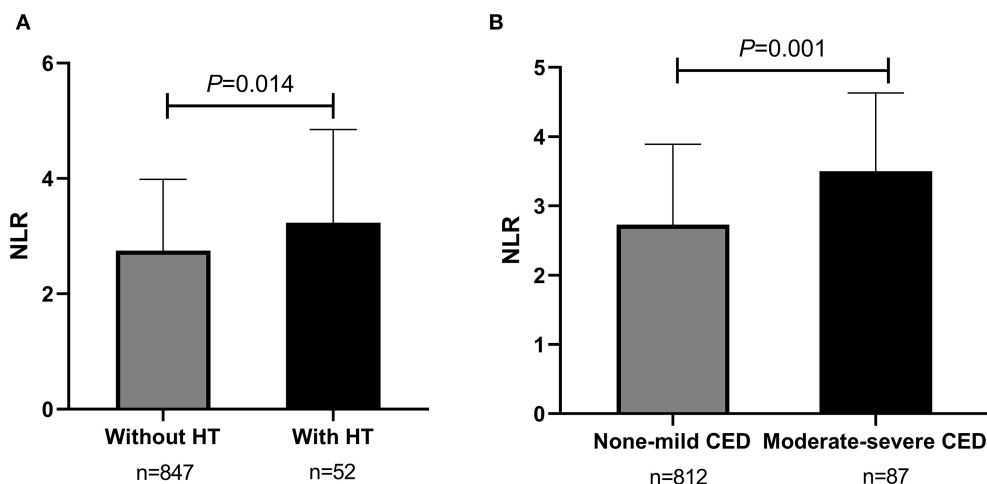 A
P=0.014
6
4
2
0
NLR
Without HT
With HT
n=847
n=52
B
P=0.001
5
4
3
2
1
0
NLR
None-mild CED
Moderate-severe CED
n=812
n=87